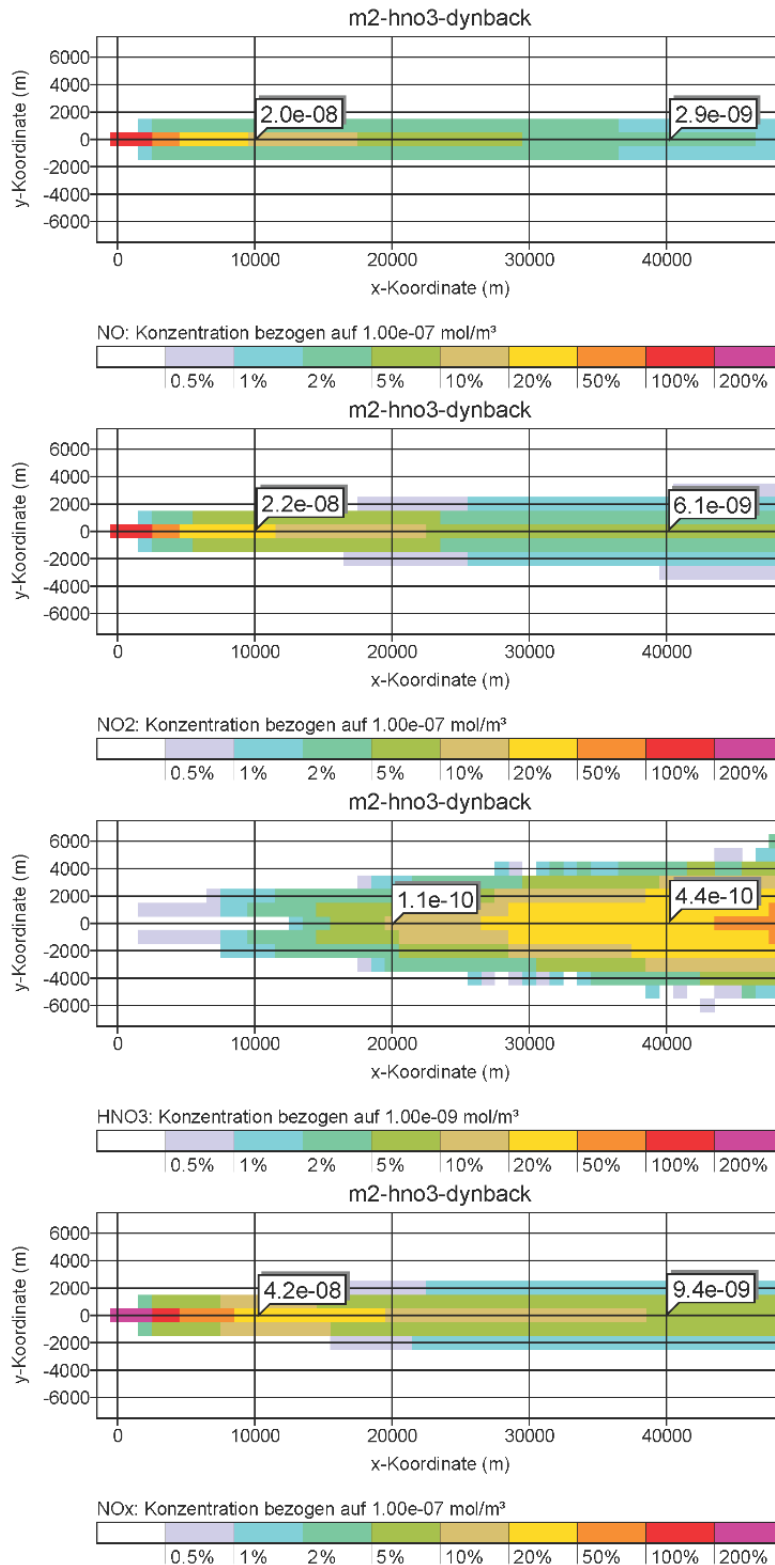 m2-hno3-dynback
6000
4000
2000
0
-2000
-4000
-6000
y-Koordinate (m)
2.0e-08
2.9e-09
0 10000 20000 30000 40000
x-Koordinate (m)
NO: Konzentration bezogen auf 1.00e-07 mol/m³
0.5% 1% 2% 5% 10% 20% 50% 100% 200%
m2-hno3-dynback
6000
4000
2000
0
-2000
-4000
-6000
y-Koordinate (m)
2.2e-08
6.1e-09
0 10000 20000 30000 40000
x-Koordinate (m)
NO2: Konzentration bezogen auf 1.00e-07 mol/m³
0.5% 1% 2% 5% 10% 20% 50% 100% 200%
m2-hno3-dynback
6000
4000
2000
0
-2000
-4000
-6000
y-Koordinate (m)
1.1e-10
4.4e-10
0 10000 20000 30000 40000
x-Koordinate (m)
HNO3: Konzentration bezogen auf 1.00e-09 mol/m³
0.5% 1% 2% 5% 10% 20% 50% 100% 200%
m2-hno3-dynback
6000
4000
2000
0
-2000
-4000
-6000
y-Koordinate (m)
4.2e-08
9.4e-09
0 10000 20000 30000 40000
x-Koordinate (m)
NOx: Konzentration bezogen auf 1.00e-07 mol/m³
0.5% 1% 2% 5% 10% 20% 50% 100% 200%